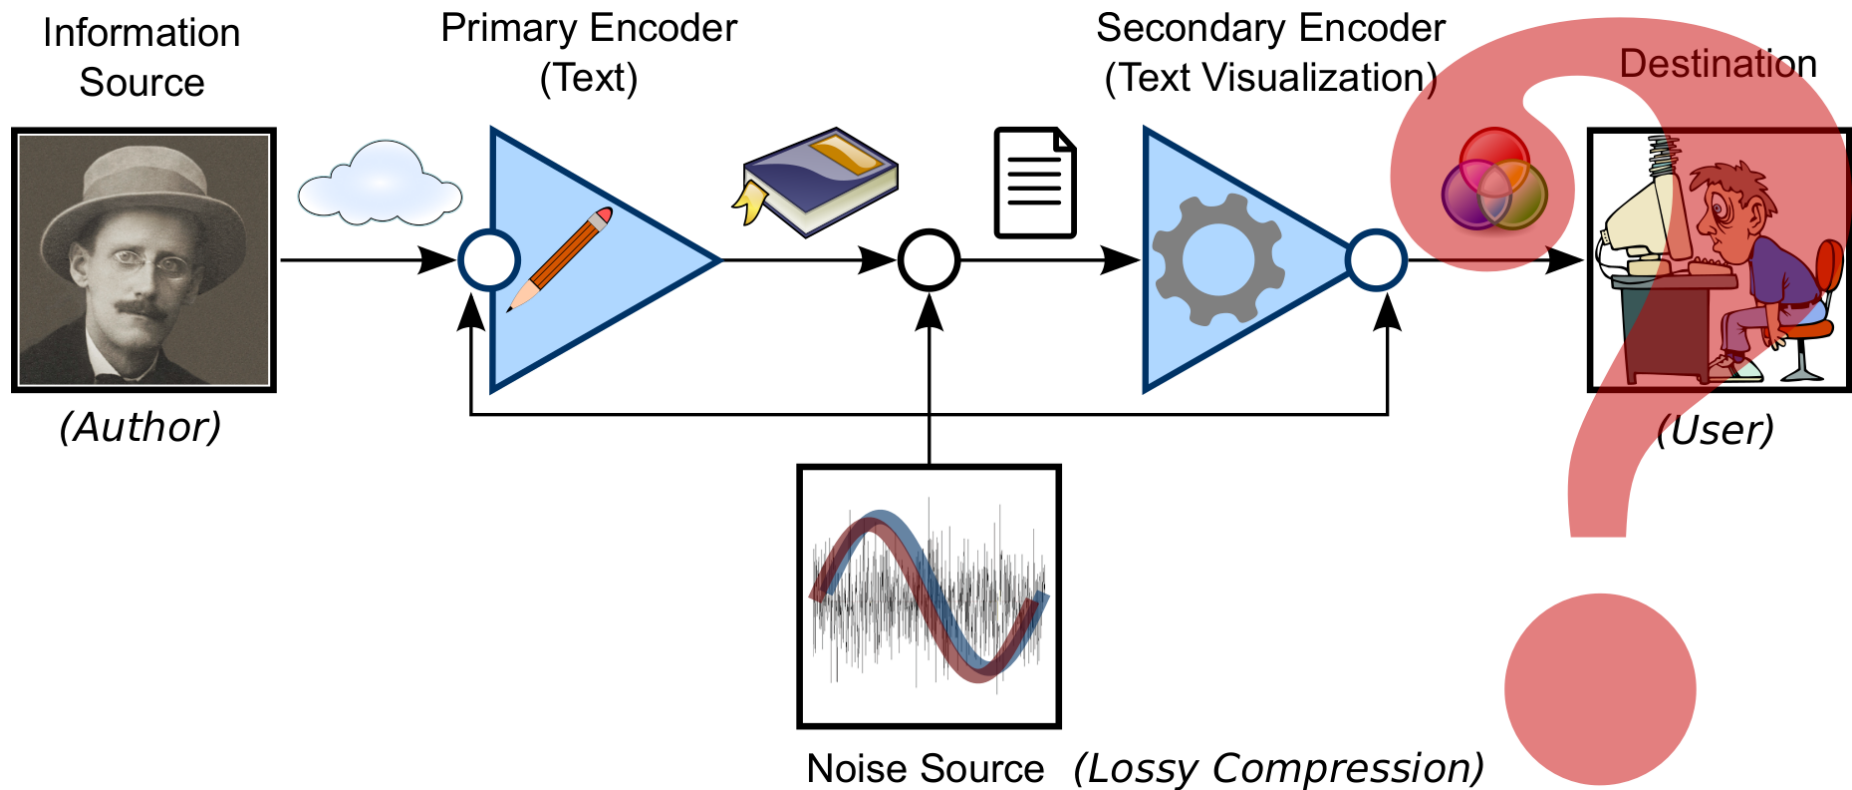 Information
Source
Primary Encoder
(Text)
Secondary Encoder
(Text Visualization)
Destination
(Author)
(User)
Noise Source (Lossy Compression)
?